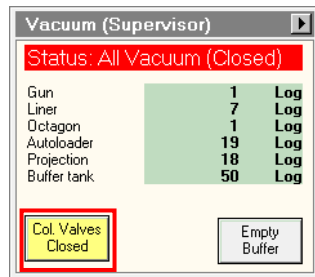 Vacuum (Supervisor)
Status: All Vacuum (Closed)
Gun 1 Log
Liner 7 Log
Octagon 1 Log
Autoloader 19 Log
Projection 18 Log
Buffer tank 50 Log
Col. Valves
Closed
Empty
Buffer